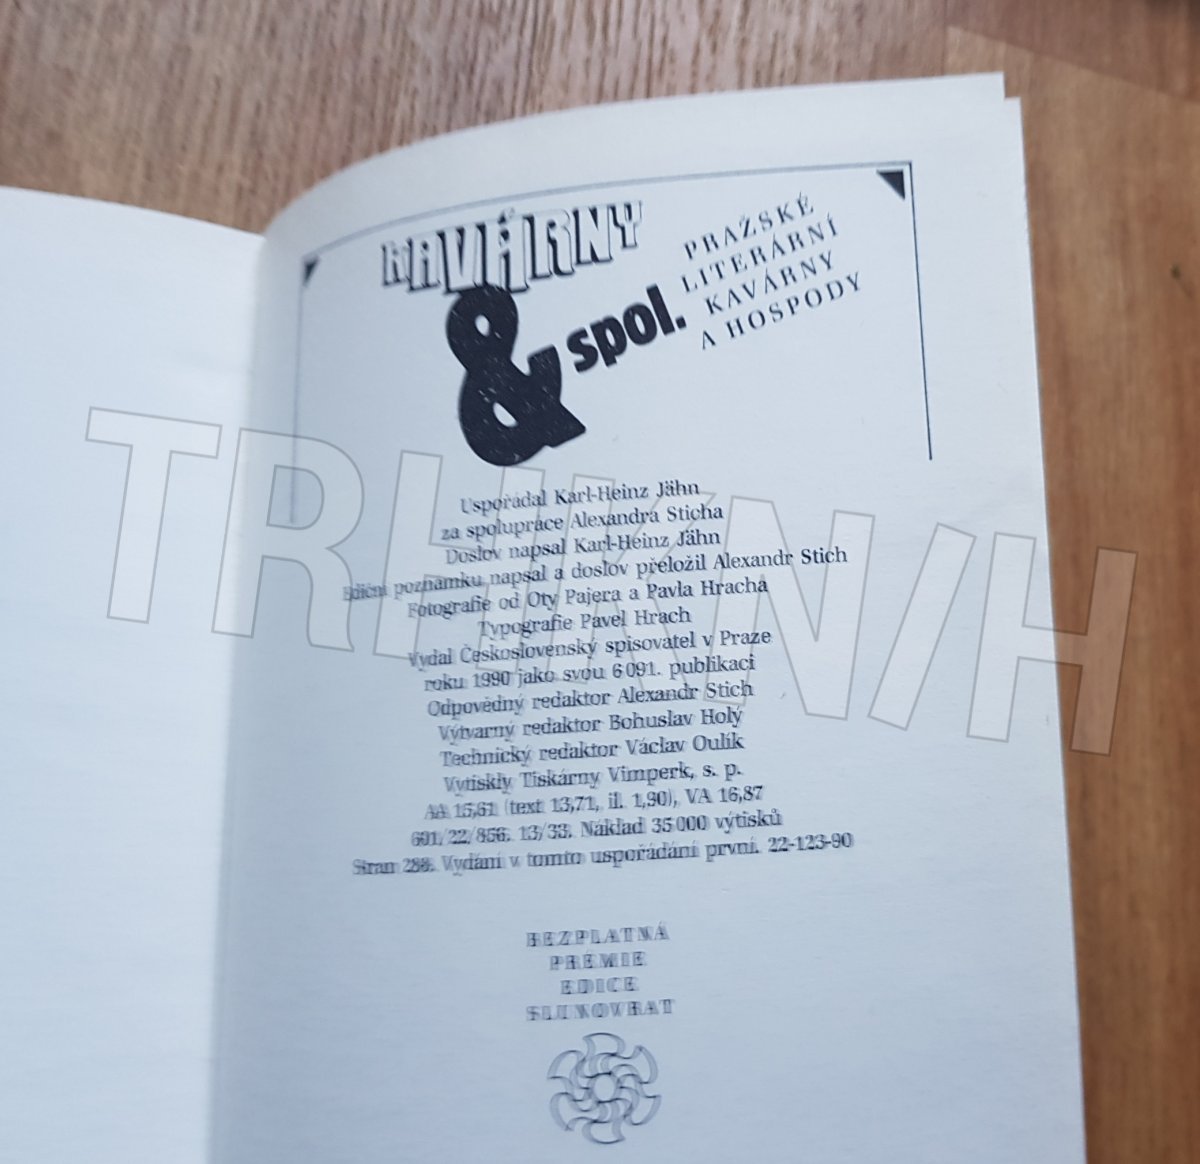 KAVÁRNY
& spol.
PRAŽSKÉ
LITERÁRNÍ
KAVÁRNY
A HOSPODY
Uspořádal Karl-Heinz Jähn
za spolupráce Alexandra Sticha
Doslov napsal Karl-Heinz Jähn
Ediční poznámku napsal a doslov přeložil Alexandr Stich
Fotografie od Oty Pajera a Pavla Hracha
Typografie Pavel Hrach
Vydal Československý spisovatel v Praze
roku 1990 jako svou 6 091. publikaci
Odpovědný redaktor Alexandr Stich
Výtvarný redaktor Bohuslav Holý
Technický redaktor Václav Oulík
Vytiskly Tiskárny Vimperk, s. p.
AA 15,61 (text 13,71, il. 1,90), VA 16,87
601/22/856. 13/33. Náklad 35 000 výtisků
Stran 288. Vydání v tomto uspořádání první. 22-123-90
BEZPLATNÁ
PRÉMIE
EDICE
SLUNOVRAT
TRHKN/H